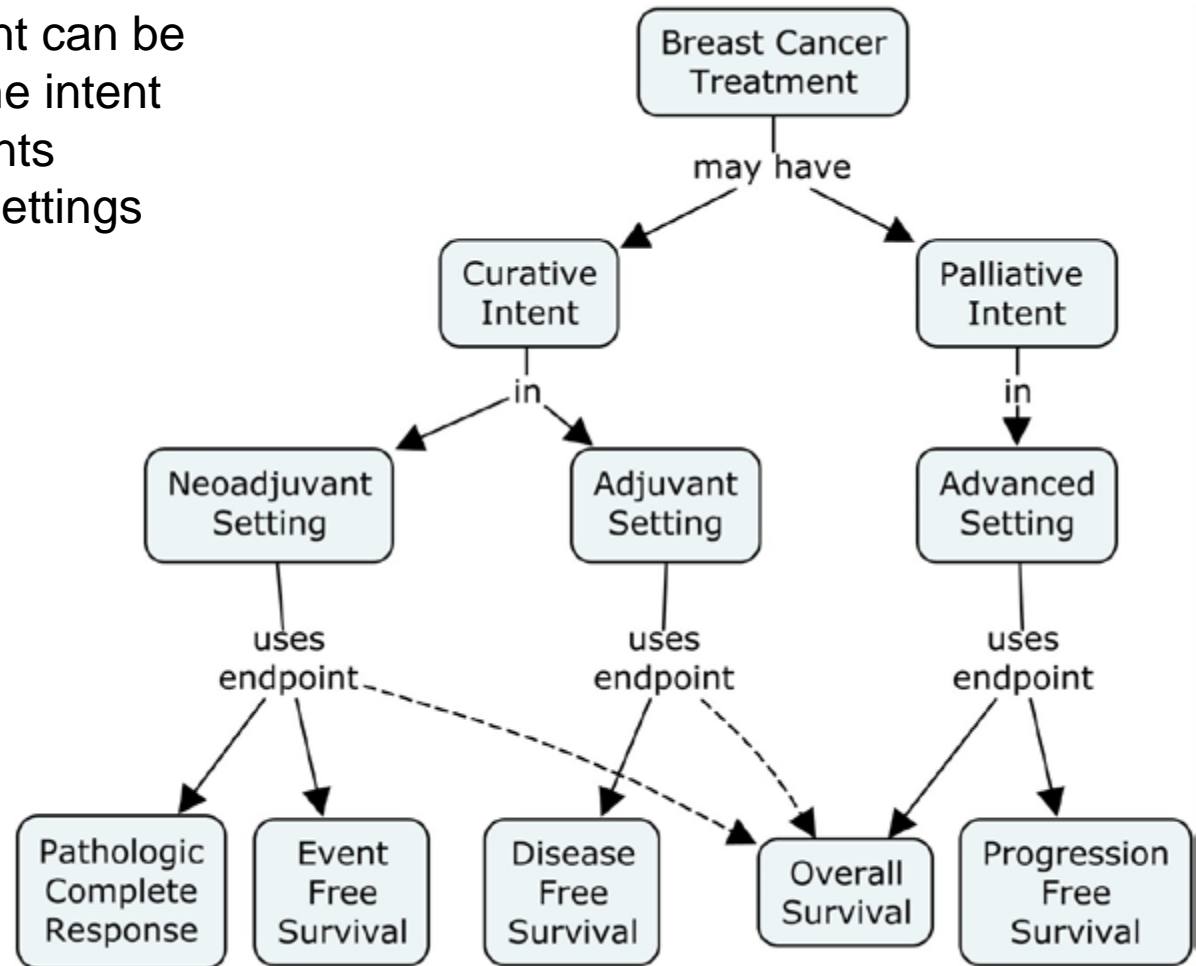 nt can be
ne intent
nts
settings
Breast Cancer
Treatment
may have
Curative
Intent
Palliative
Intent
in
in
Neoadjuvant
Setting
Adjuvant
Setting
Advanced
Setting
uses
endpoint
uses
endpoint
uses
endpoint
Pathologic
Complete
Response
Event
Free
Survival
Disease
Free
Survival
Overall
Survival
Progression
Free
Survival